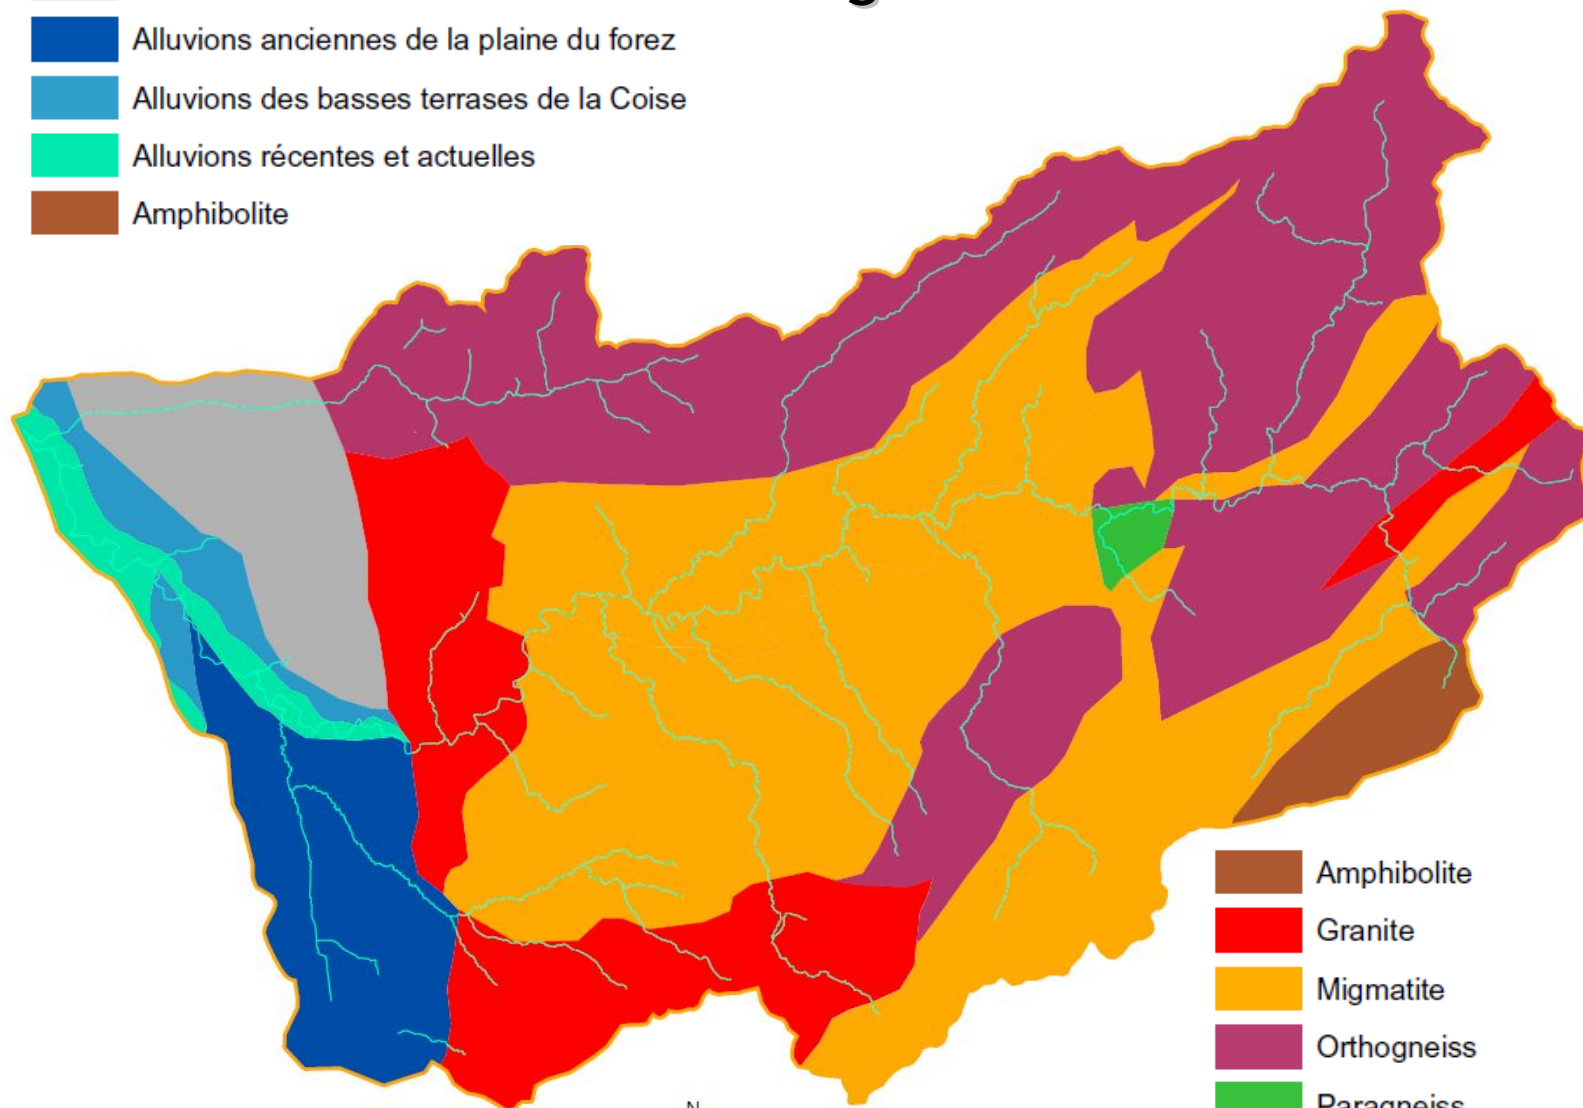 Alluvions anciennes de la plaine du forez
Alluvions des basses terrases de la Coise
Alluvions récentes et actuelles
Amphibolite
Amphibolite
Granite
Migmatite
Orthogneiss
Paragneiss
N